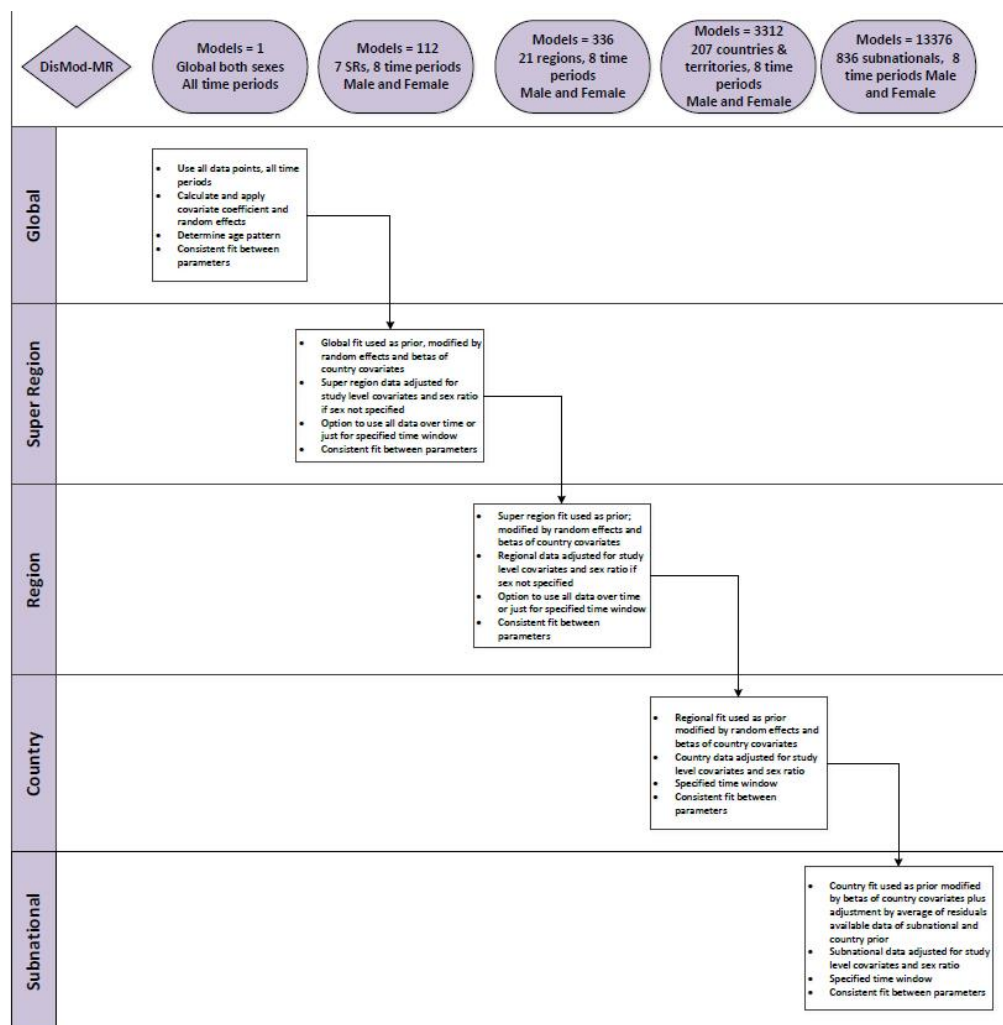 DisMod-MR
Models = 1
Global both sexes
All time periods
Models = 112
7 SRs, 8 time periods
Male and Female
Models = 336
21 regions, 8 time
periods
Male and Female
Models = 3312
207 countries &
territories, 8 time
periods
Male and Female
Models = 13376
836 subnationals, 8
time periods Male
and Female
Global
• Use all data points, all time
periods
• Calculate and apply
covariate coefficient and
random effects
• Determine age pattern
• Consistent fit between
parameters
Super Region
• Global fit used as prior, modified by
random effects and betas of
country covariates
• Super region data adjusted for
study level covariates and sex ratio
if sex not specified
• Option to use all data over time or
just for specified time window
• Consistent fit between parameters
Region
• Super region fit used as prior;
modified by random effects and
betas of country covariates
• Regional data adjusted for study
level covariates and sex ratio if
sex not specified
• Option to use all data over time
or just for specified time window
• Consistent fit between
parameters
Country
• Regional fit used as prior
modified by random effects and
betas of country covariates
• Country data adjusted for study
level covariates and sex ratio
• Specified time window
• Consistent fit between
parameters
Subnational
• Country fit used as prior modified
by betas of country covariates plus
adjustment by average of residuals
available data of subnational and
country prior
• Subnational data adjusted for study
level covariates and sex ratio
• Specified time window
• Consistent fit between parameters